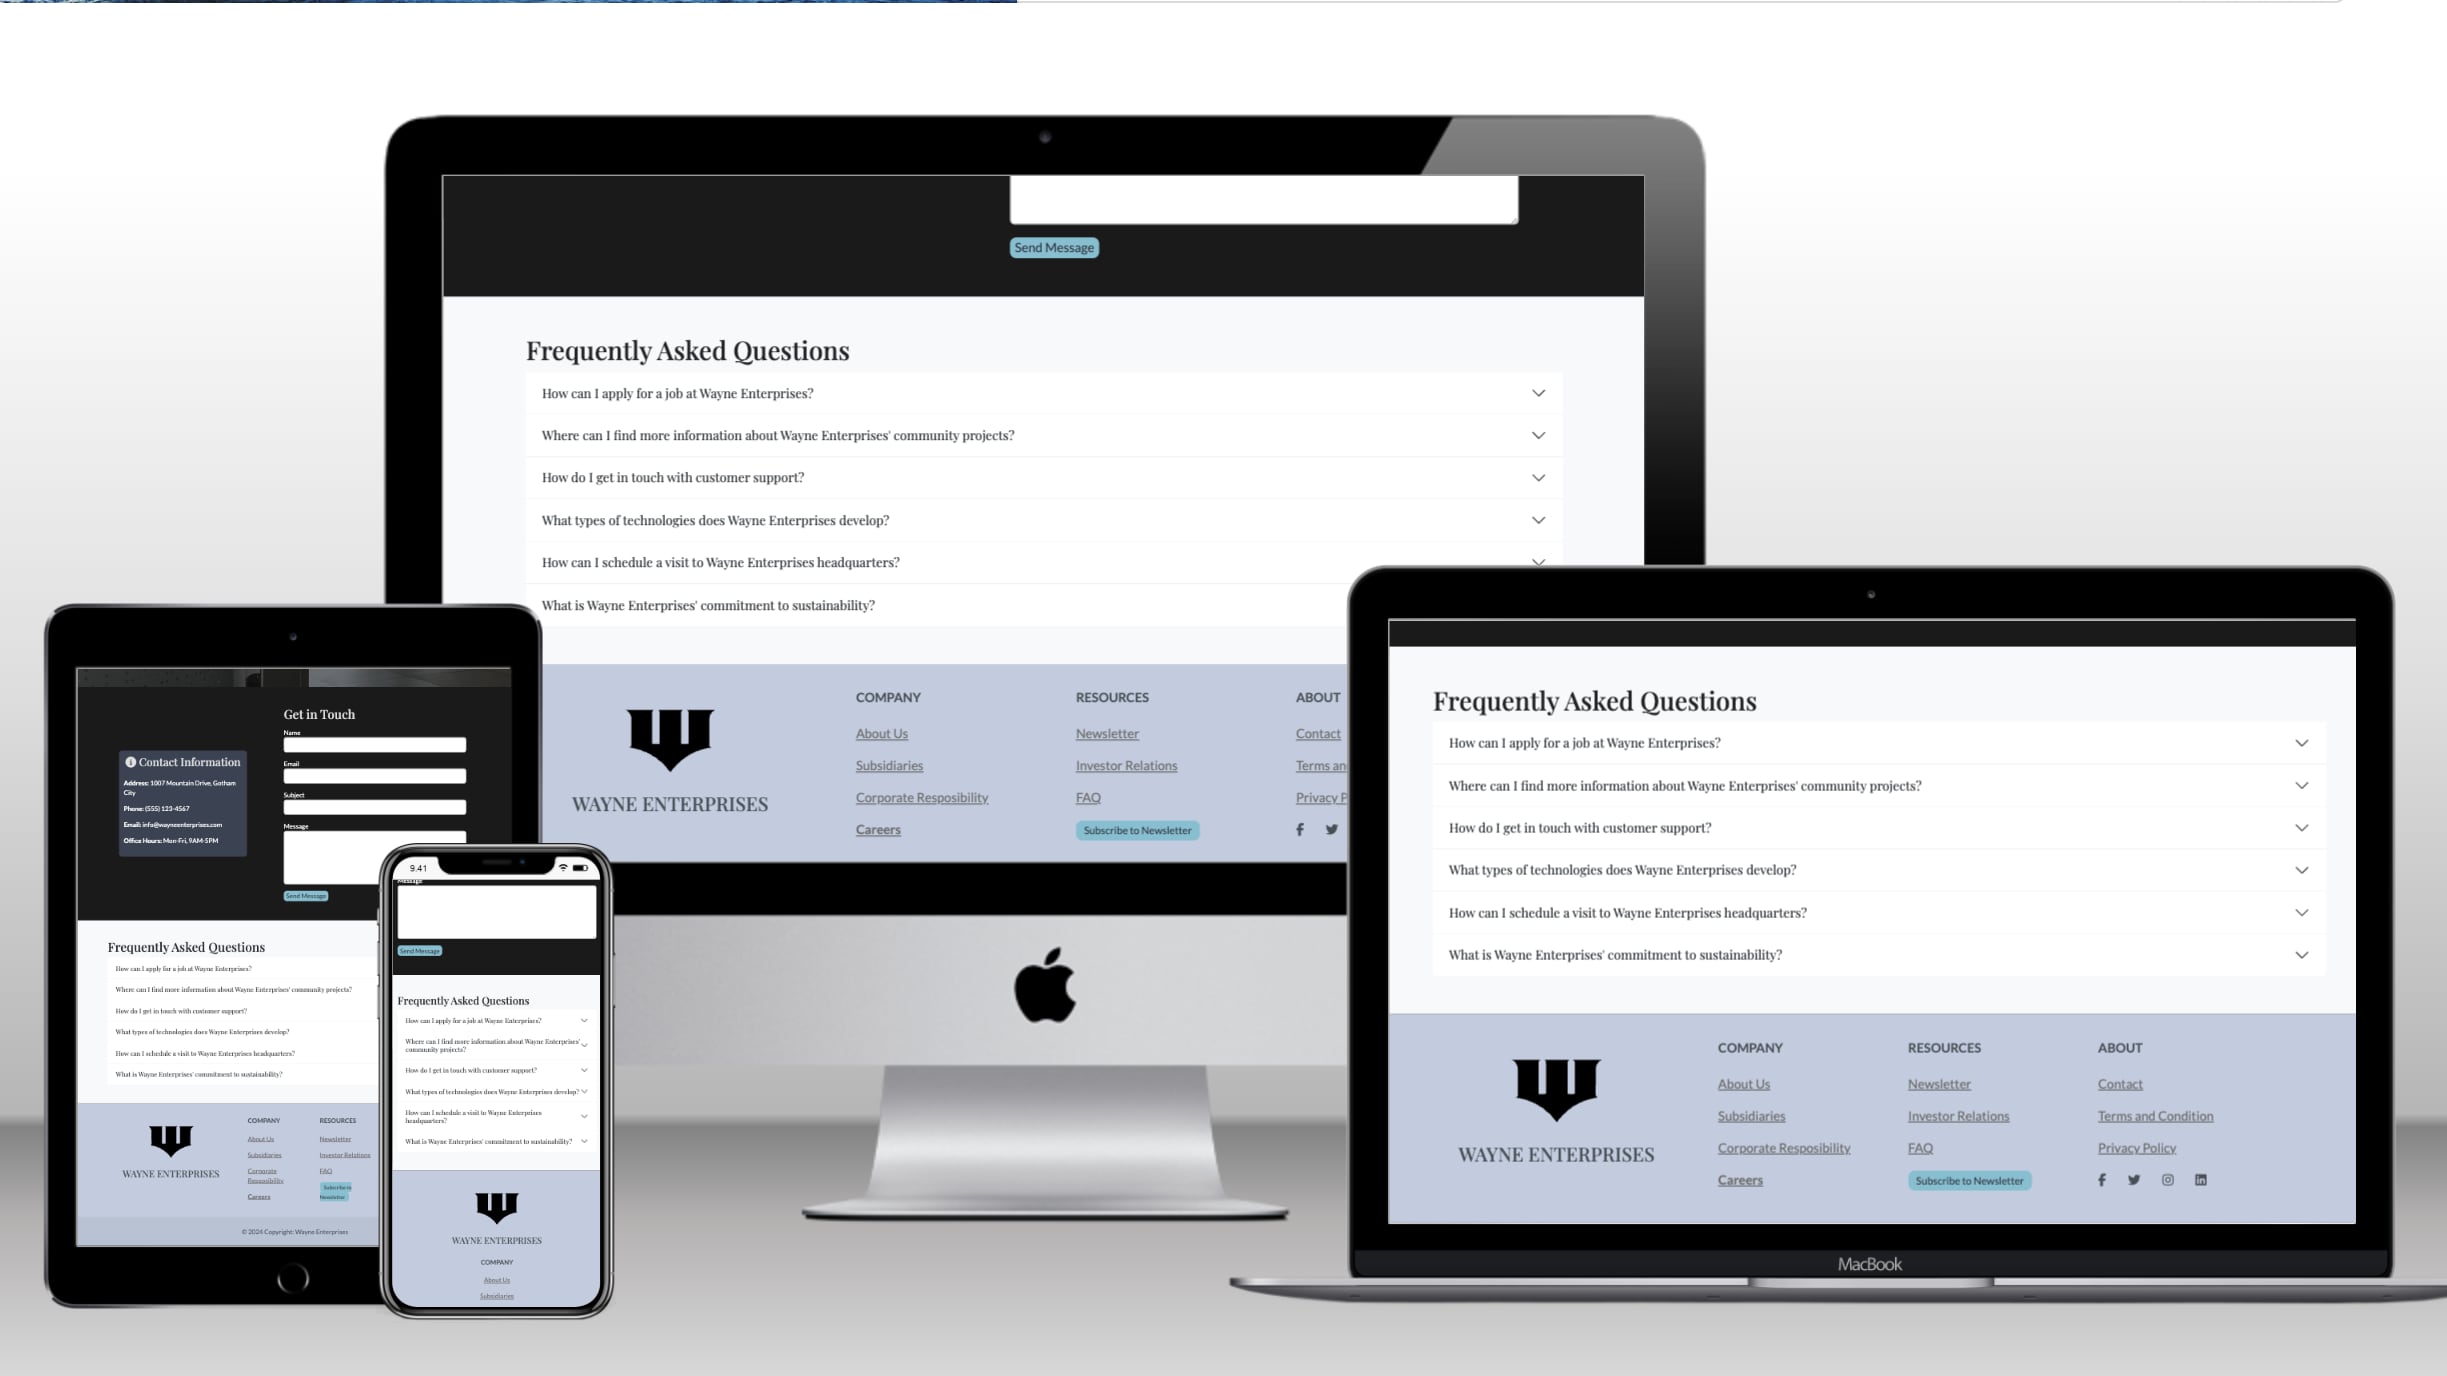 Send Message
Frequently Asked Questions
How can I apply for a job at Wayne Enterprises?
Where can I find more information about Wayne Enterprises' community projects?
How do I get in touch with customer support?
What types of technologies does Wayne Enterprises develop?
How can I schedule a visit to Wayne Enterprises headquarters?
What is Wayne Enterprises' commitment to sustainability?
WAYNE ENTERPRISES
COMPANY
About Us
Subsidiaries
Corporate Resposibility
Careers
RESOURCES
Newsletter
Investor Relations
FAQ
Subscribe to Newsletter
ABOUT
Contact
Terms an
Privacy P
Get in Touch
Name
Email
Subject
Message
Send Message
Contact Information
Address: 1007 Mountain Drive, Gotham
City
Phone: (555) 123-4567
Email: info@wayneenterprises.com
Office Hours: Mon-Fri, 9AM-5PM
Frequently Asked Questions
How can I apply for a job at Wayne Enterprises?
Where can I find more information about Wayne Enterprises' community projects?
How do I get in touch with customer support?
What types of technologies does Wayne Enterprises develop?
How can I schedule a visit to Wayne Enterprises headquarters?
What is Wayne Enterprises' commitment to sustainability?
WAYNE ENTERPRISES
COMPANY
About Us
Subsidiaries
Corporate
Resposibility
Careers
RESOURCES
Newsletter
Investor Relations
FAQ
Subscribe to
Newsletter
© 2024 Copyright: Wayne Enterprises
9.41
Message
Send Message
Frequently Asked Questions
How can I apply for a job at Wayne Enterprises?
Where can I find more information about Wayne Enterprises'
community projects?
How do I get in touch with customer support?
What types of technologies does Wayne Enterprises develop?
How can I schedule a visit to Wayne Enterprises
headquarters?
What is Wayne Enterprises' commitment to sustainability?
WAYNE ENTERPRISES
COMPANY
About Us
Subsidiaries
Frequently Asked Questions
How can I apply for a job at Wayne Enterprises?
Where can I find more information about Wayne Enterprises' community projects?
How do I get in touch with customer support?
What types of technologies does Wayne Enterprises develop?
How can I schedule a visit to Wayne Enterprises headquarters?
What is Wayne Enterprises' commitment to sustainability?
WAYNE ENTERPRISES
COMPANY
About Us
Subsidiaries
Corporate Resposibility
Careers
RESOURCES
Newsletter
Investor Relations
FAQ
Subscribe to Newsletter
ABOUT
Contact
Terms and Condition
Privacy Policy
MacBook